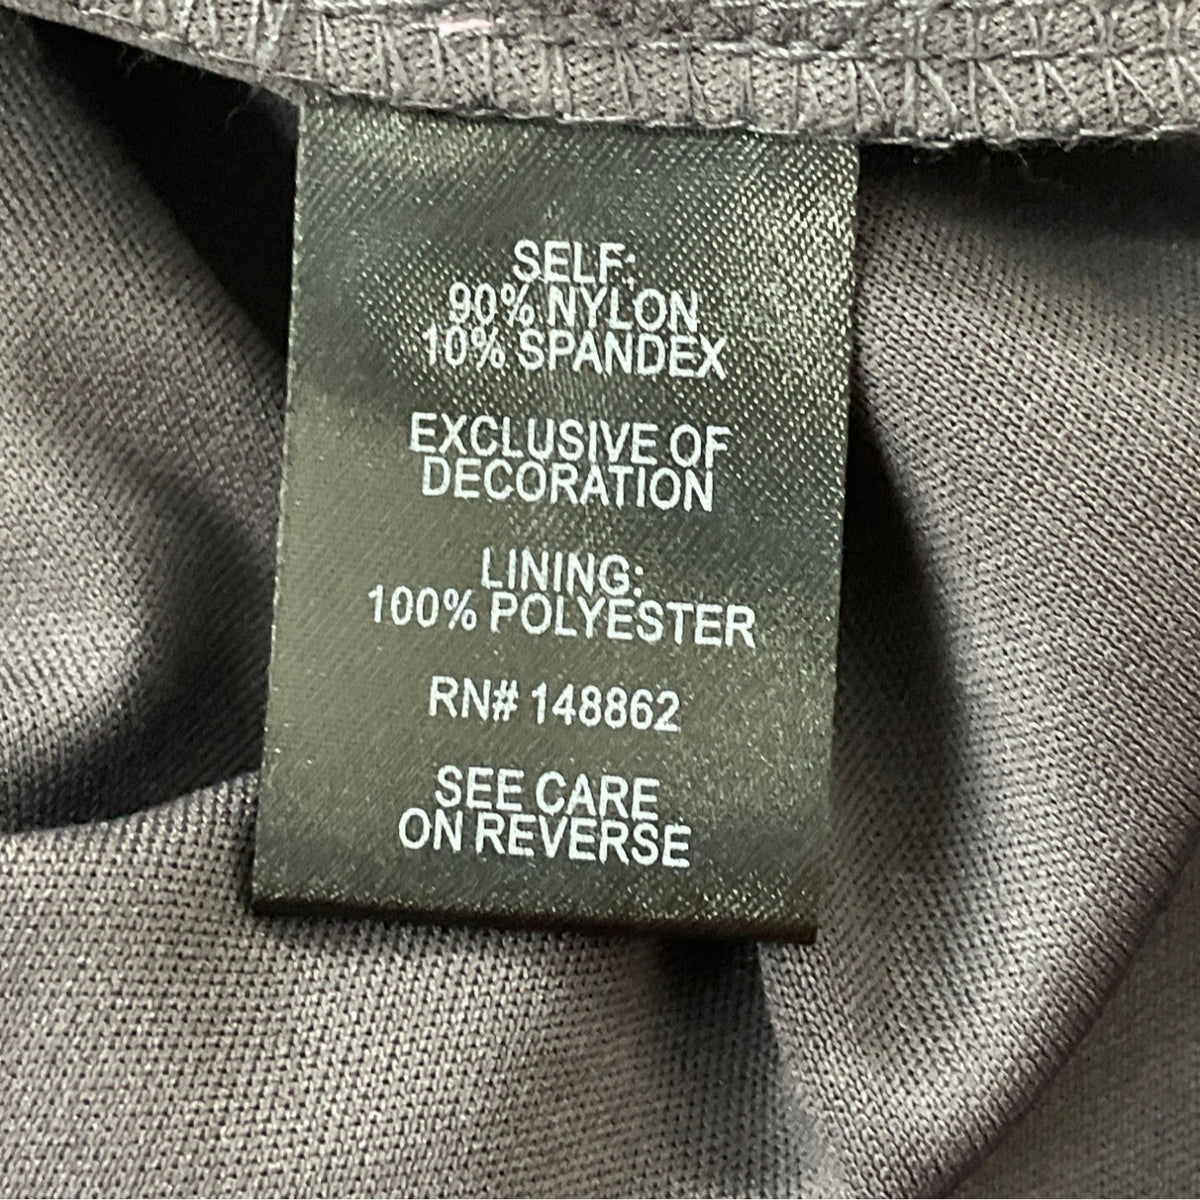 SELF:
90% NYLON
10% SPANDEX
EXCLUSIVE OF
DECORATION
LINING:
100% POLYESTER
RN# 148862
SEE CARE
ON REVERSE